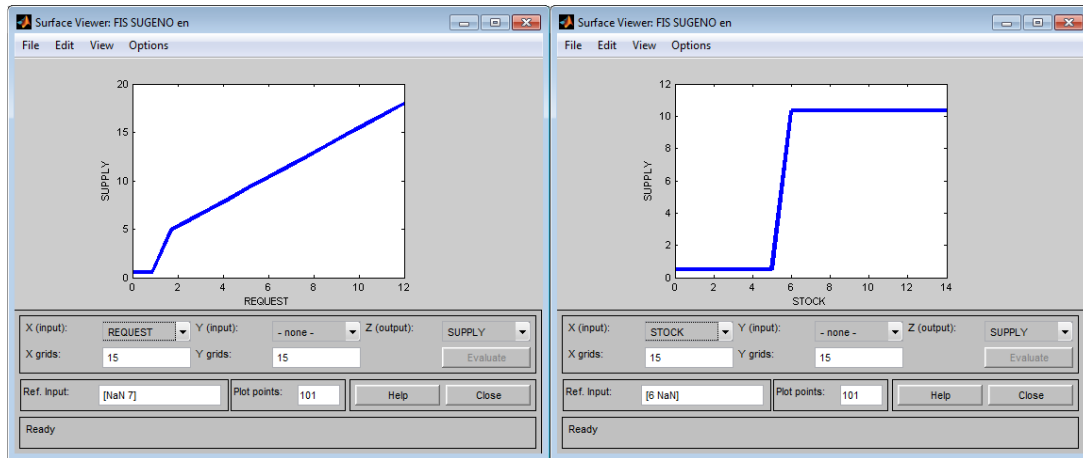 Surface Viewer: FIS SUGENO en
File Edit View Options
20
15
10
5
0
SUPPLY
0 2 4 6 8 10 12
REQUEST
X (input): REQUEST Y (input): - none - Z (output): SUPPLY
X grids: 15 Y grids: 15 Evaluate
Ref. Input: [NaN 7] Plot points: 101 Help Close
Ready
Surface Viewer: FIS SUGENO en
File Edit View Options
12
10
8
6
4
2
0
SUPPLY
0 2 4 6 8 10 12 14
STOCK
X (input): STOCK Y (input): - none - Z (output): SUPPLY
X grids: 15 Y grids: 15 Evaluate
Ref. Input: [6 NaN] Plot points: 101 Help Close
Ready